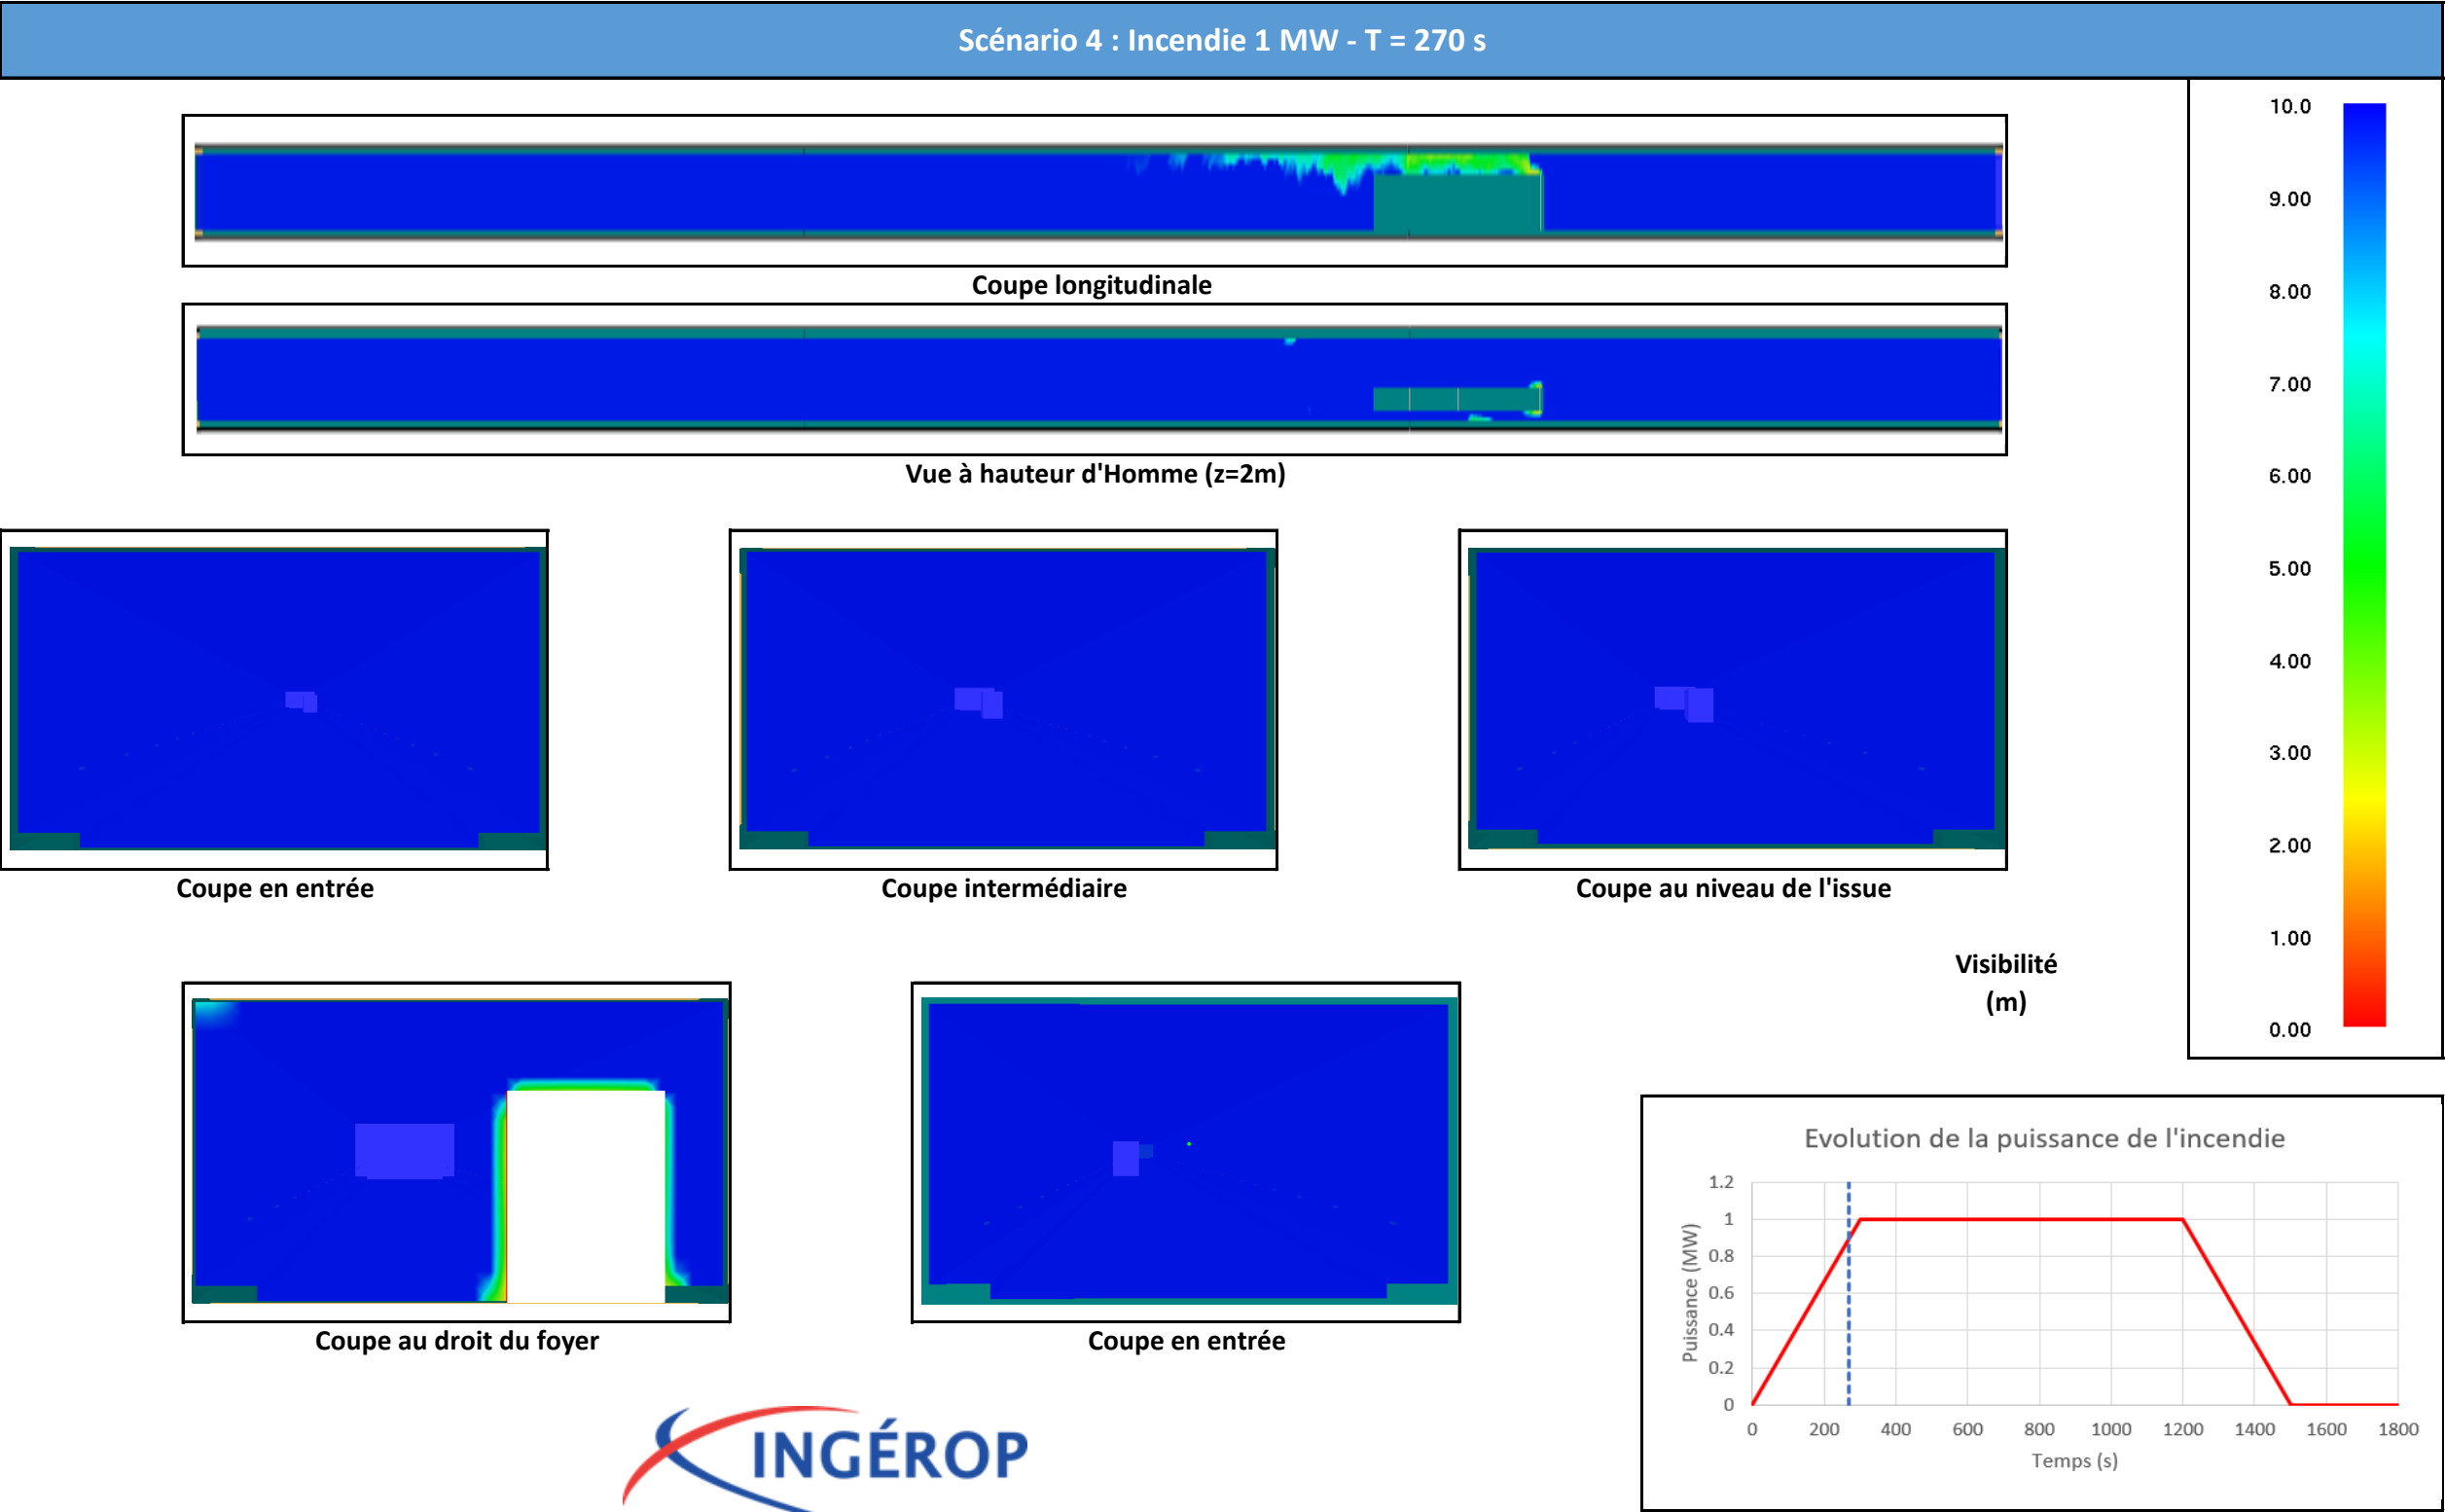 Scénario 4 : Incendie 1 MW - T = 270 s
Coupe longitudinale
Vue à hauteur d'Homme (z=2m)
Coupe en entrée
Coupe intermédiaire
Coupe au niveau de l'issue
Coupe au droit du foyer
Coupe en entrée
Visibilité
(m)
10.0
9.00
8.00
7.00
6.00
5.00
4.00
3.00
2.00
1.00
0.00
Evolution de la puissance de l'incendie
Puissance (MW)
1.2
1
0.8
0.6
0.4
0.2
0
0 200 400 600 800 1000 1200 1400 1600 1800
Temps (s)
INGÉROP